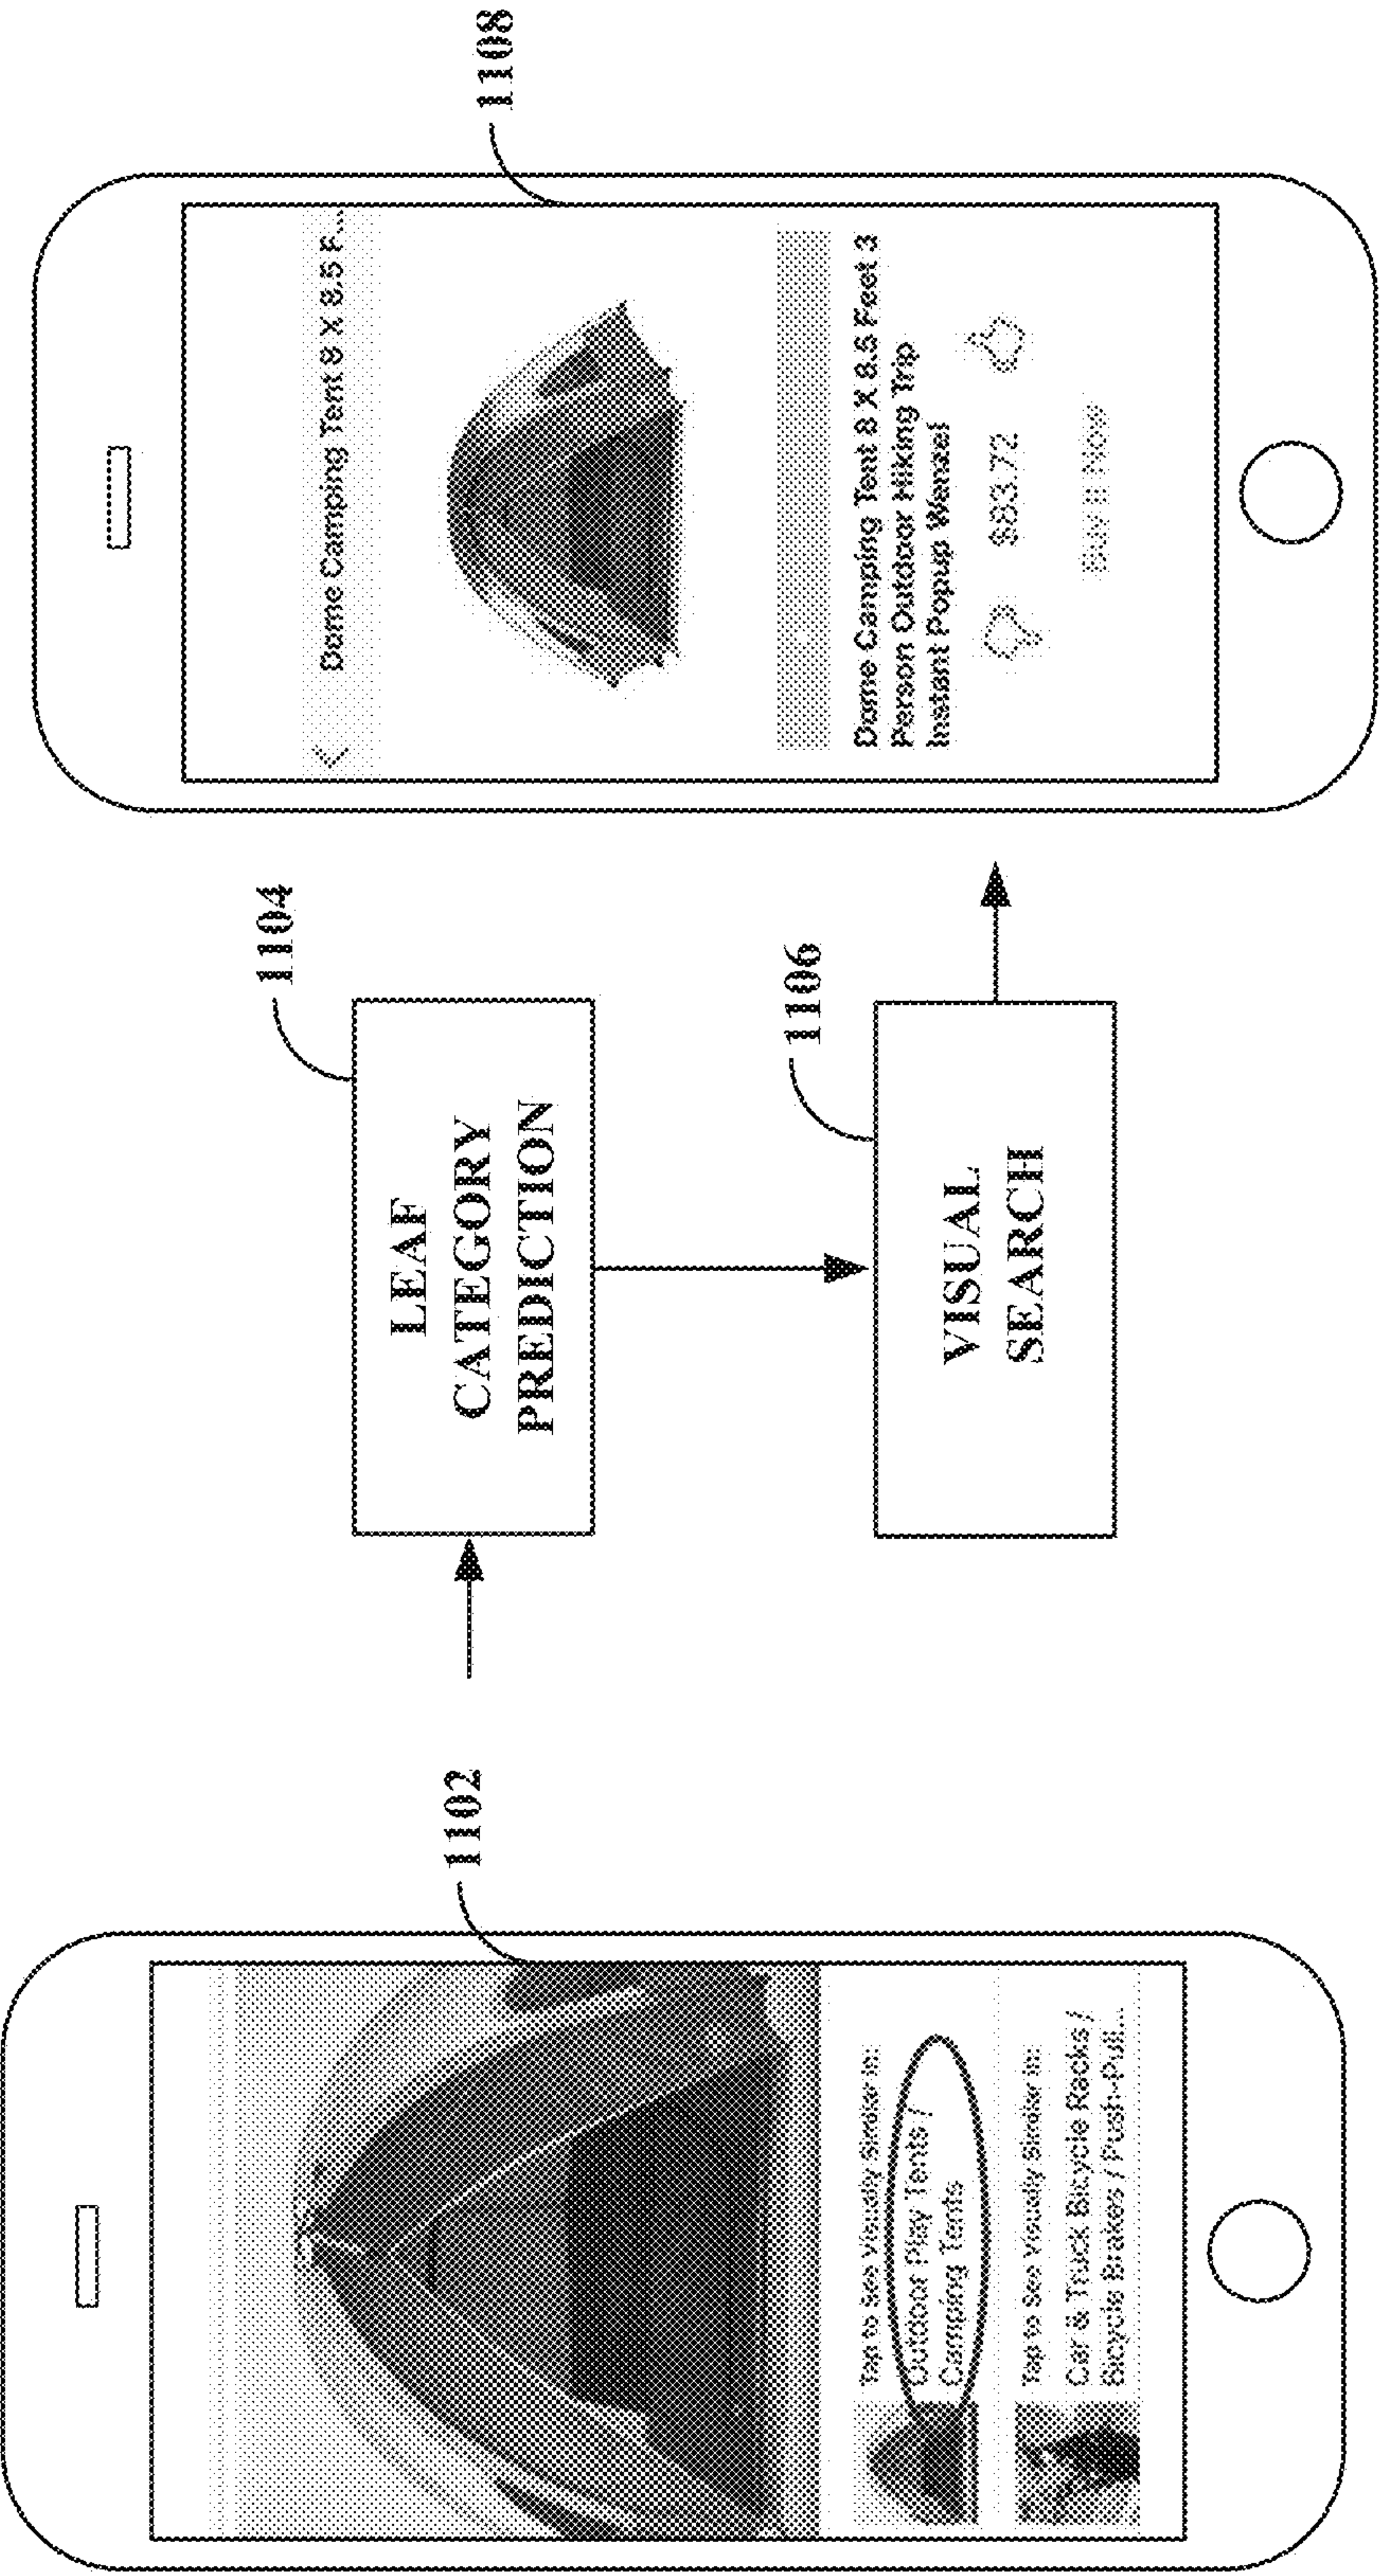 1102
Tap to See Visually Similar in:
Outdoor Play Tents /
Camping Tents
Tap to See Visually Similar in:
Car & Truck Bicycle Racks /
Bicycle Brakes / Push-Pull...
1104
LEAF
CATEGORY
PREDICTION
1106
VISUAL
SEARCH
1108
Dome Camping Tent 8 X 8.5 F...
Dome Camping Tent 8 X 8.5 Feet 3
Person Outdoor Hiking Trip
Instant Popup Wenzel
$83.72
Buy It Now